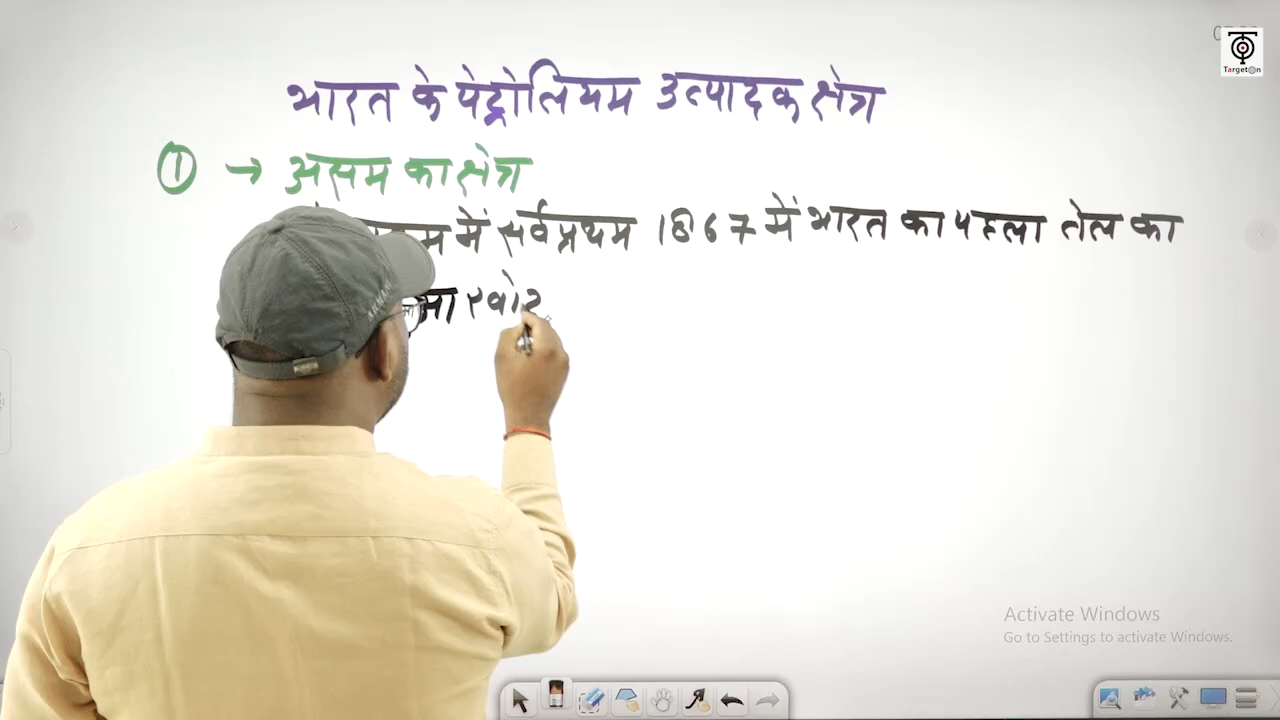 TargetOn
भारत के पेट्रोलियम उत्पादक क्षेत्र
① → असम का क्षेत्र
में सर्वप्रथम 1867 में भारत का पहला तेल का
Activate Windows
Go to Settings to activate Windows.